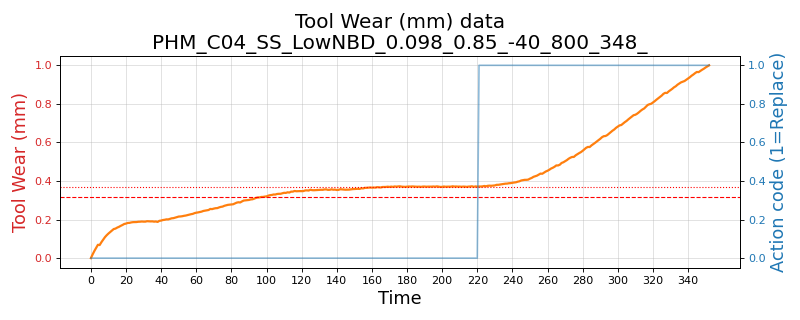 Tool Wear (mm) data
PHM_C04_SS_LowNBD_0.098_0.85_-40_800_348_
Tool Wear (mm)
1.0
0.8
0.6
0.4
0.2
0.0
1.0
0.8
0.6
0.4
0.2
0.0
Action code (1=Replace)
0 20 40 60 80 100 120 140 160 180 200 220 240 260 280 300 320 340
Time